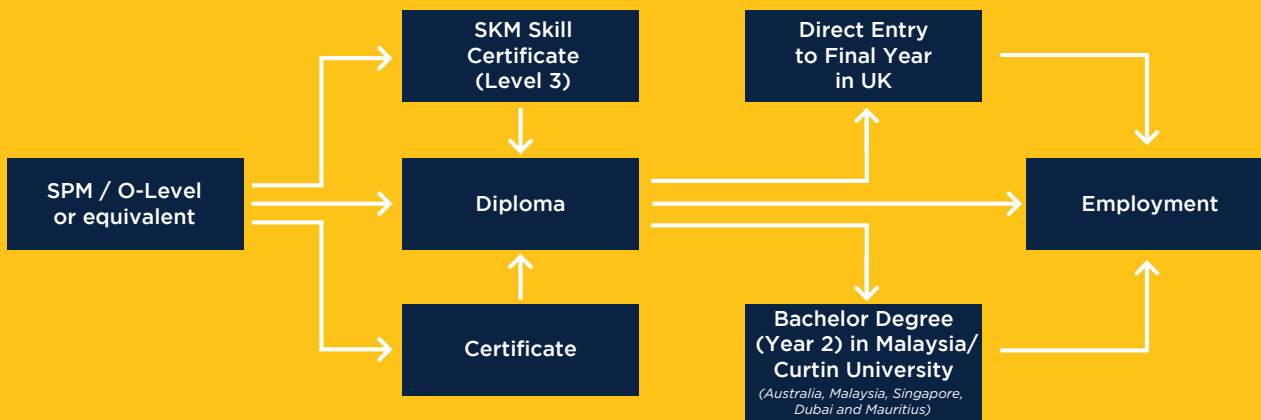 SKM Skill
Certificate
(Level 3)
Direct Entry
to Final Year
in UK
SPM / O-Level
or equivalent
Diploma
Employment
Certificate
Bachelor Degree
(Year 2) in Malaysia/
Curtin University
(Australia, Malaysia, Singapore,
Dubai and Mauritius)